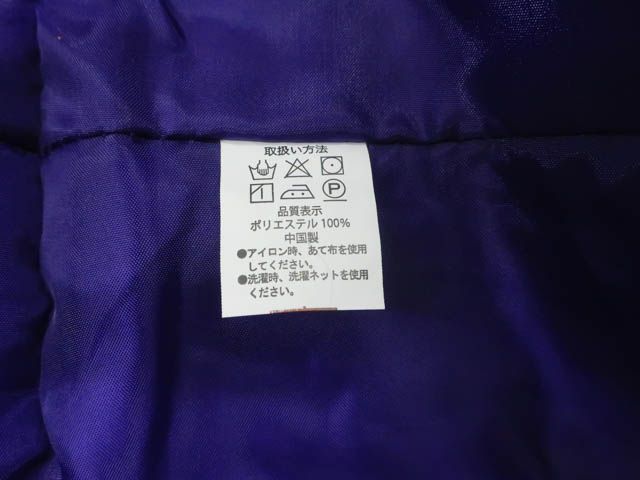 取扱い方法
P
品質表示
ポリエステル 100%
中国製
●アイロン時、あて布を使用
してください。
●洗濯時、洗濯ネットを使用
ください。